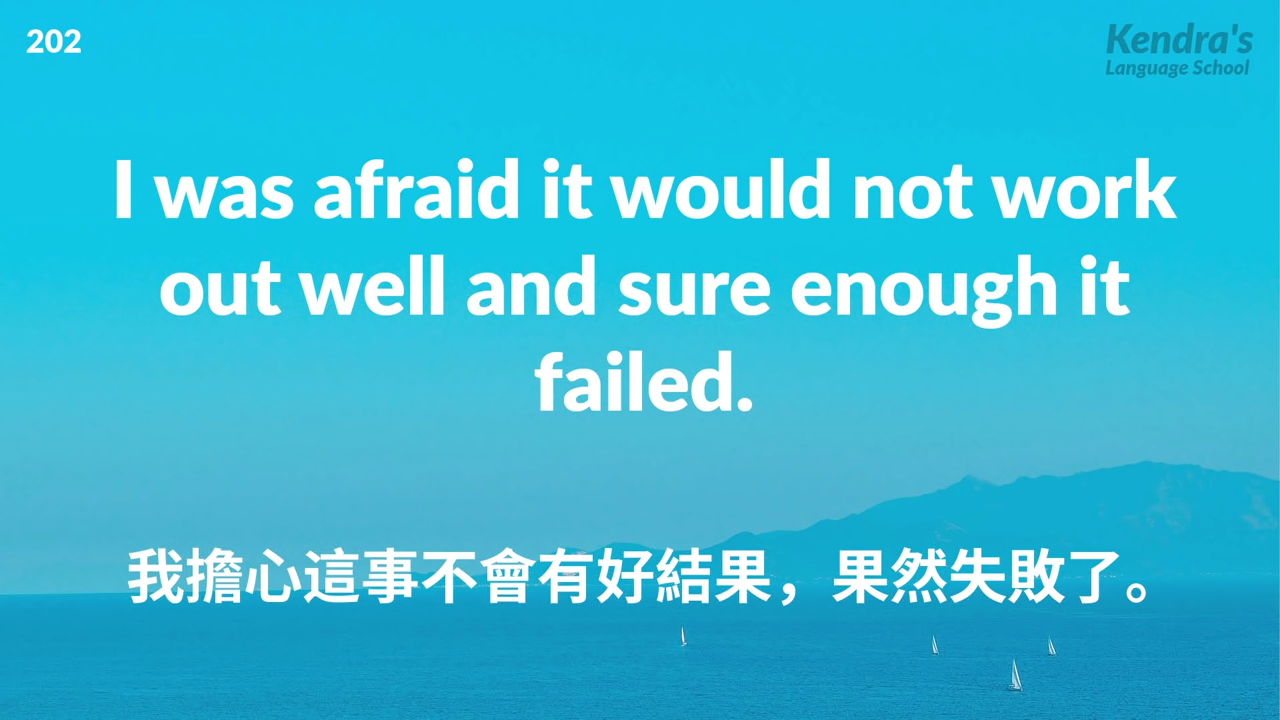 202
Kendra's
Language School
I was afraid it would not work
out well and sure enough it
failed.
我擔心這事不會有好結果，果然失敗了。